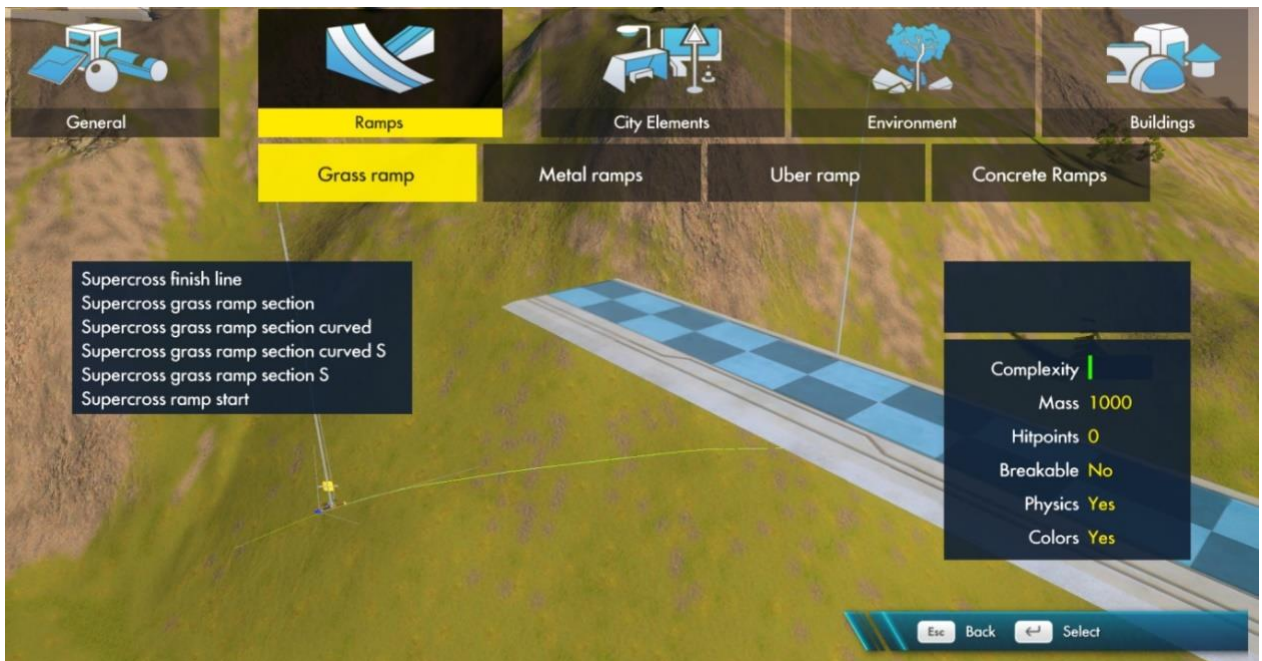 General
Ramps
City Elements
Environment
Buildings
Grass ramp
Metal ramps
Uber ramp
Concrete Ramps
Supercross finish line
Supercross grass ramp section
Supercross grass ramp section curved
Supercross grass ramp section curved S
Supercross grass ramp section S
Supercross ramp start
Complexity
Mass 1000
Hitpoints 0
Breakable No
Physics Yes
Colors Yes
Esc Back Select